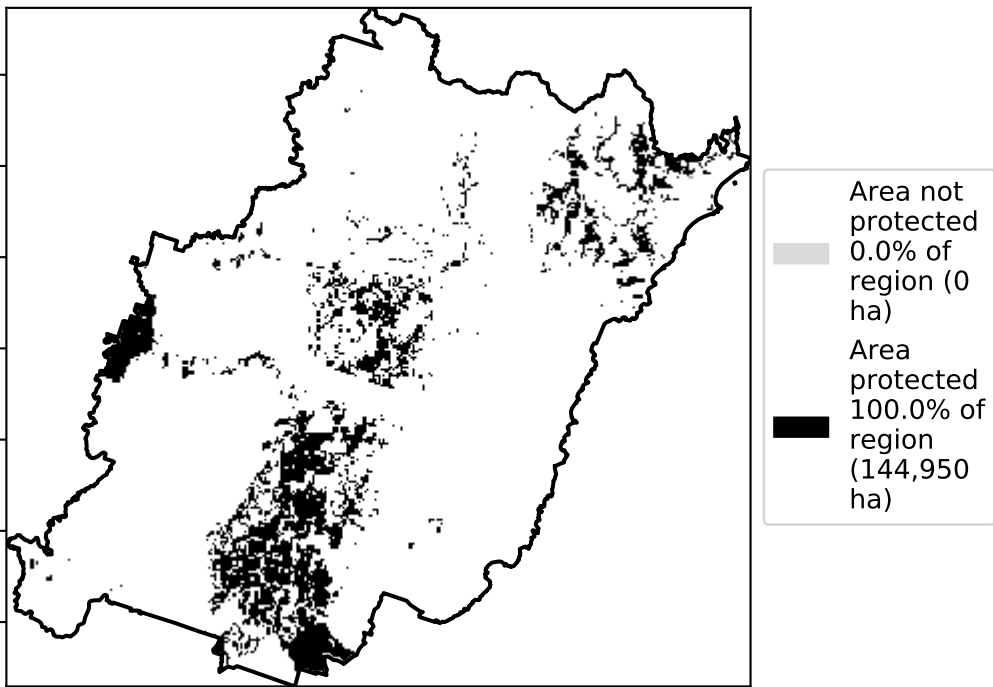 Area not
protected
0.0% of
region (0
ha)
Area
protected
100.0% of
region
(144,950
ha)